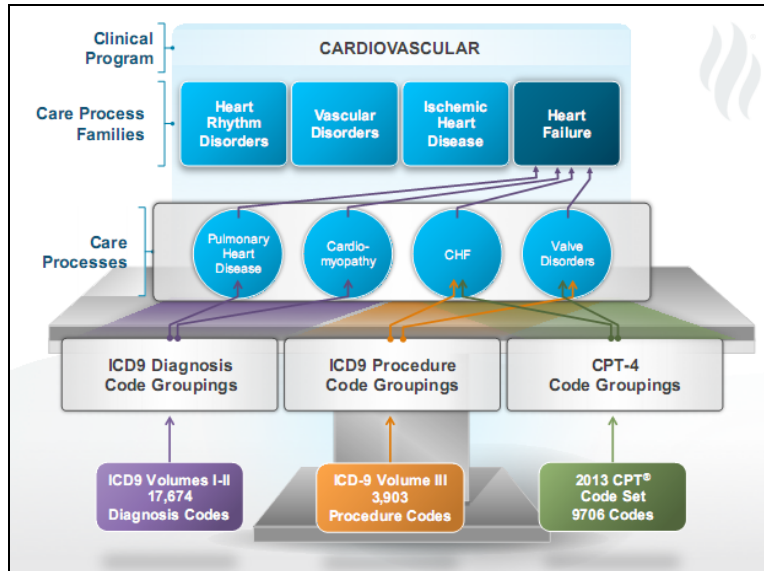 Clinical
Program
CARDIOVASCULAR
Care Process
Families
Heart
Rhythm
Disorders
Vascular
Disorders
Ischemic
Heart
Disease
Heart
Failure
Care
Processes
Pulmonary
Heart
Disease
Cardio-
myopathy
CHF
Valve
Disorders
ICD9 Diagnosis
Code Groupings
ICD9 Procedure
Code Groupings
CPT-4
Code Groupings
ICD9 Volumes I-II
17,674
Diagnosis Codes
ICD-9 Volume III
3,903
Procedure Codes
2013 CPT®
Code Set
9706 Codes